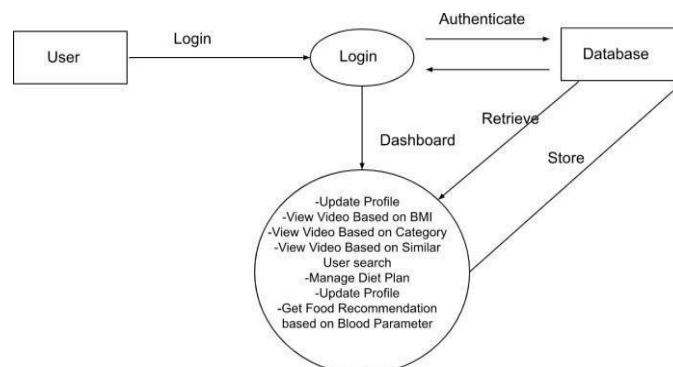 Authenticate
Login
User
Login
Database
Retrieve
Dashboard
Store
-Update Profile
-View Video Based on BMI
-View Video Based on Category
-View Video Based on Similar
User search
-Manage Diet Plan
-Update Profile
-Get Food Recommendation
based on Blood Parameter